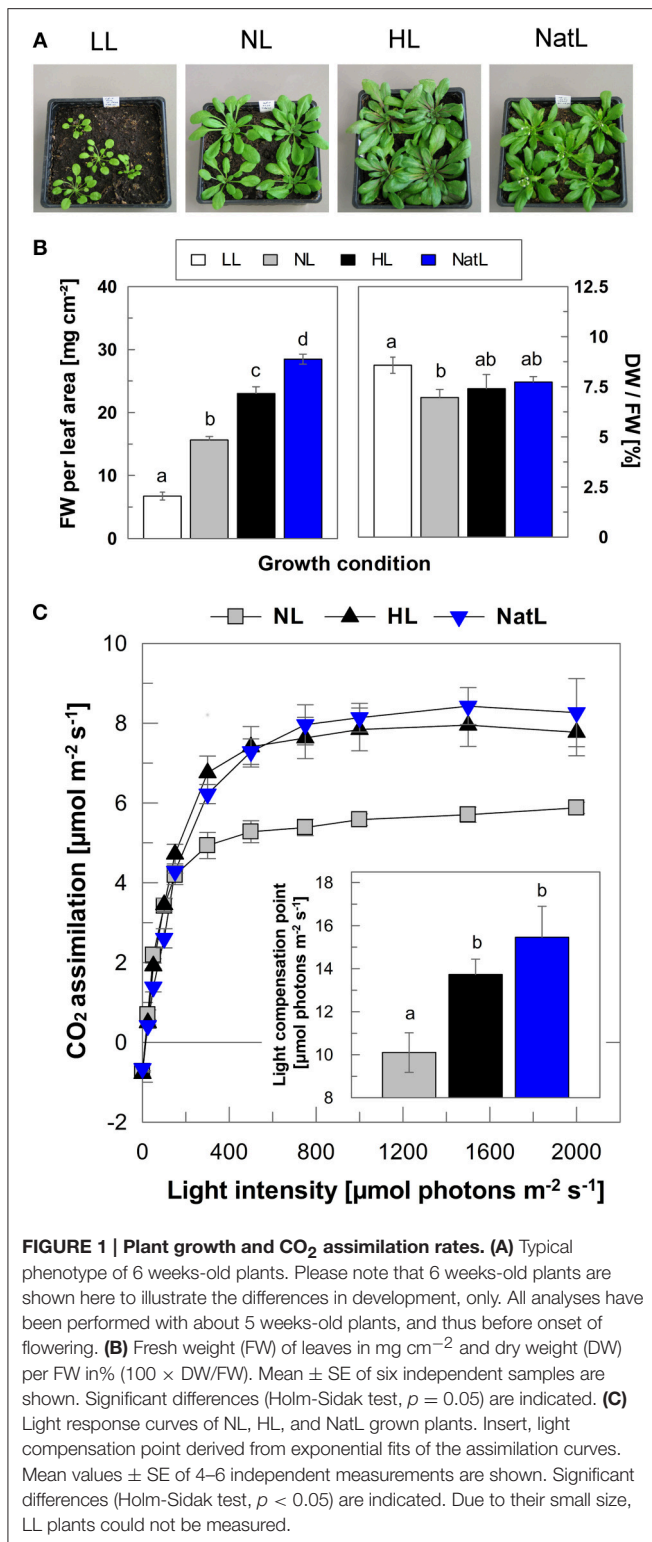 A
LL NL HL NatL
B
LL NL HL NatL
FW per leaf area [mg cm⁻²]
40
30
20
10
0
a b c d
a b ab ab
12.5
10
7.5
5
2.5
0
DW / FW [%]
Growth condition
C
NL HL NatL
CO₂ assimilation [µmol m⁻² s⁻¹]
10
8
6
4
2
0
-2
Light compensation point
[µmol photons m⁻² s⁻¹]
18
16
14
12
10
8
a b b
0 400 800 1200 1600 2000
Light intensity [µmol photons m⁻² s⁻¹]
FIGURE 1 | Plant growth and CO₂ assimilation rates. (A) Typical
phenotype of 6 weeks-old plants. Please note that 6 weeks-old plants are
shown here to illustrate the differences in development, only. All analyses have
been performed with about 5 weeks-old plants, and thus before onset of
flowering. (B) Fresh weight (FW) of leaves in mg cm⁻² and dry weight (DW)
per FW in% (100 × DW/FW). Mean ± SE of six independent samples are
shown. Significant differences (Holm-Sidak test, p = 0.05) are indicated. (C)
Light response curves of NL, HL, and NatL grown plants. Insert, light
compensation point derived from exponential fits of the assimilation curves.
Mean values ± SE of 4–6 independent measurements are shown. Significant
differences (Holm-Sidak test, p < 0.05) are indicated. Due to their small size,
LL plants could not be measured.